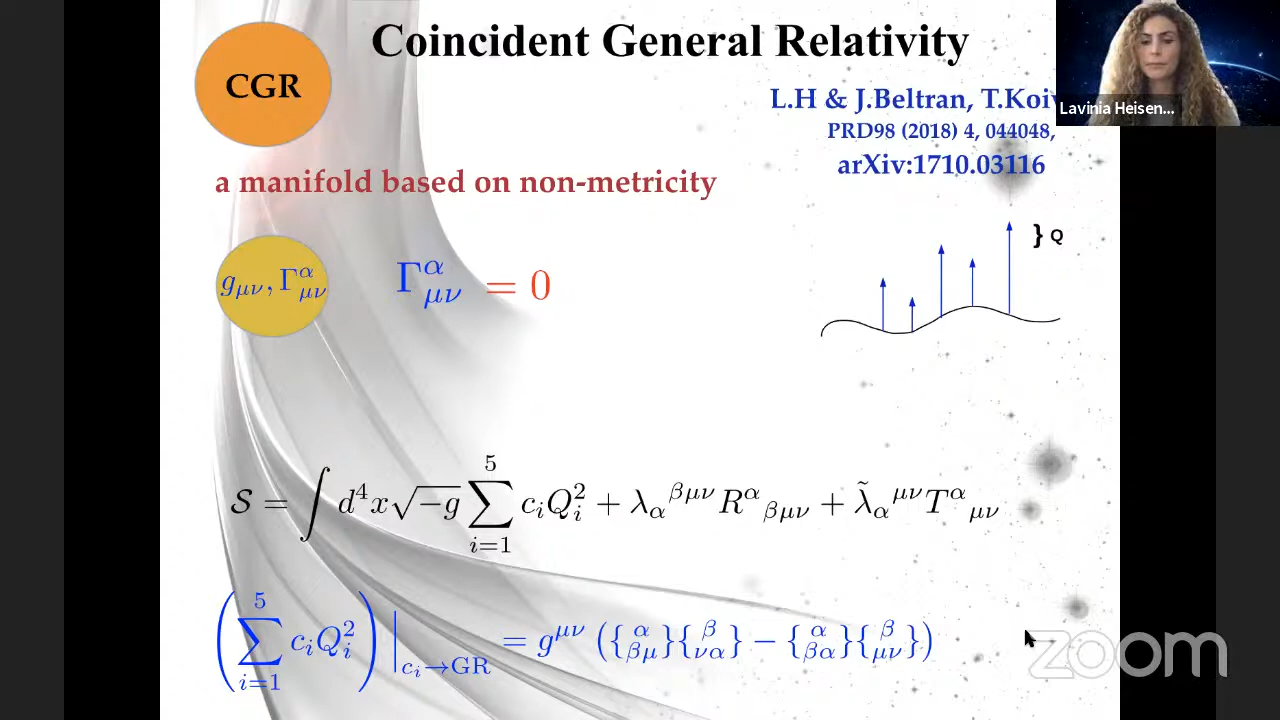 Coincident General Relativity
CGR
L.H & J.Beltran, T.Koiv
PRD98 (2018) 4, 044048,
arXiv:1710.03116
Lavinia Heisen...
a manifold based on non-metricity
} Q
g_{μν}, Γ^α_{μν}
Γ^α_{μν} = 0
𝒮 = ∫ d^4x √−g ∑_{i=1}^{5} c_i Q_i^2 + λ_α^{βμν} R^α_{βμν} + λ̃_α^{μν} T^α_{μν}
(∑_{i=1}^{5} c_i Q_i^2)|_{c_i→GR} = g^{μν} ({^α_{βμ}}{^β_{να}} − {^α_{βα}}{^β_{μν}})
zoom